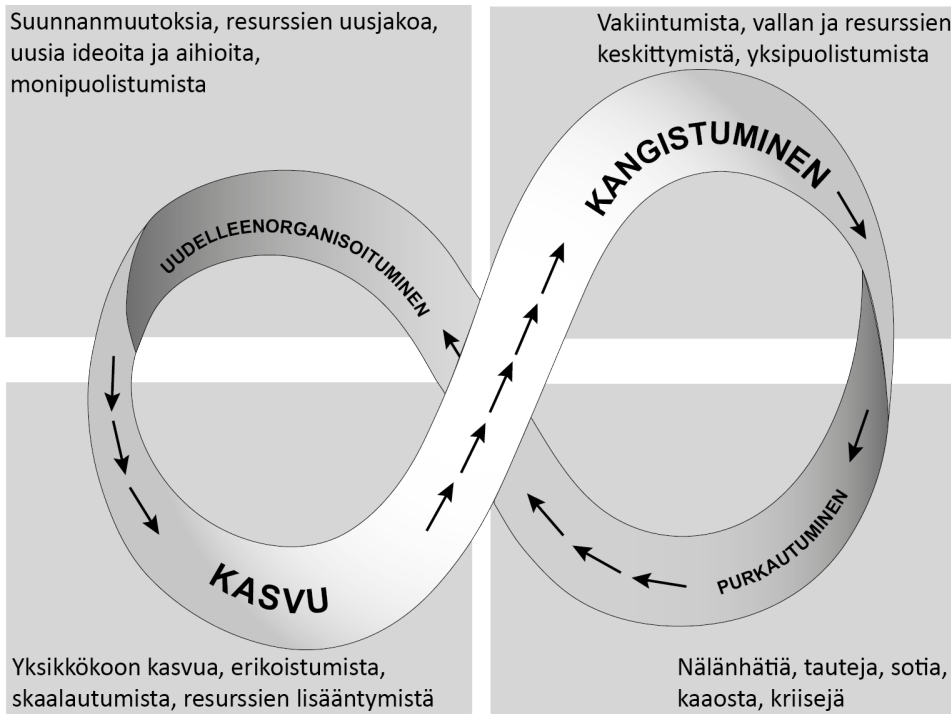 Suunnanmuutoksia, resurssien uusjakoa,
uusia ideoita ja aihioita,
monipuolistumista
Vakiintumista, vallan ja resurssien
keskittymistä, yksipuolistumista
KANGISTUMINEN
UUDELLEENORGANISOITUMINEN
PURKAUTUMINEN
KASVU
Yksikkökoon kasvua, erikoistumista,
skaalautumista, resurssien lisääntymistä
Nälänhätiä, tauteja, sotia,
kaaosta, kriisejä